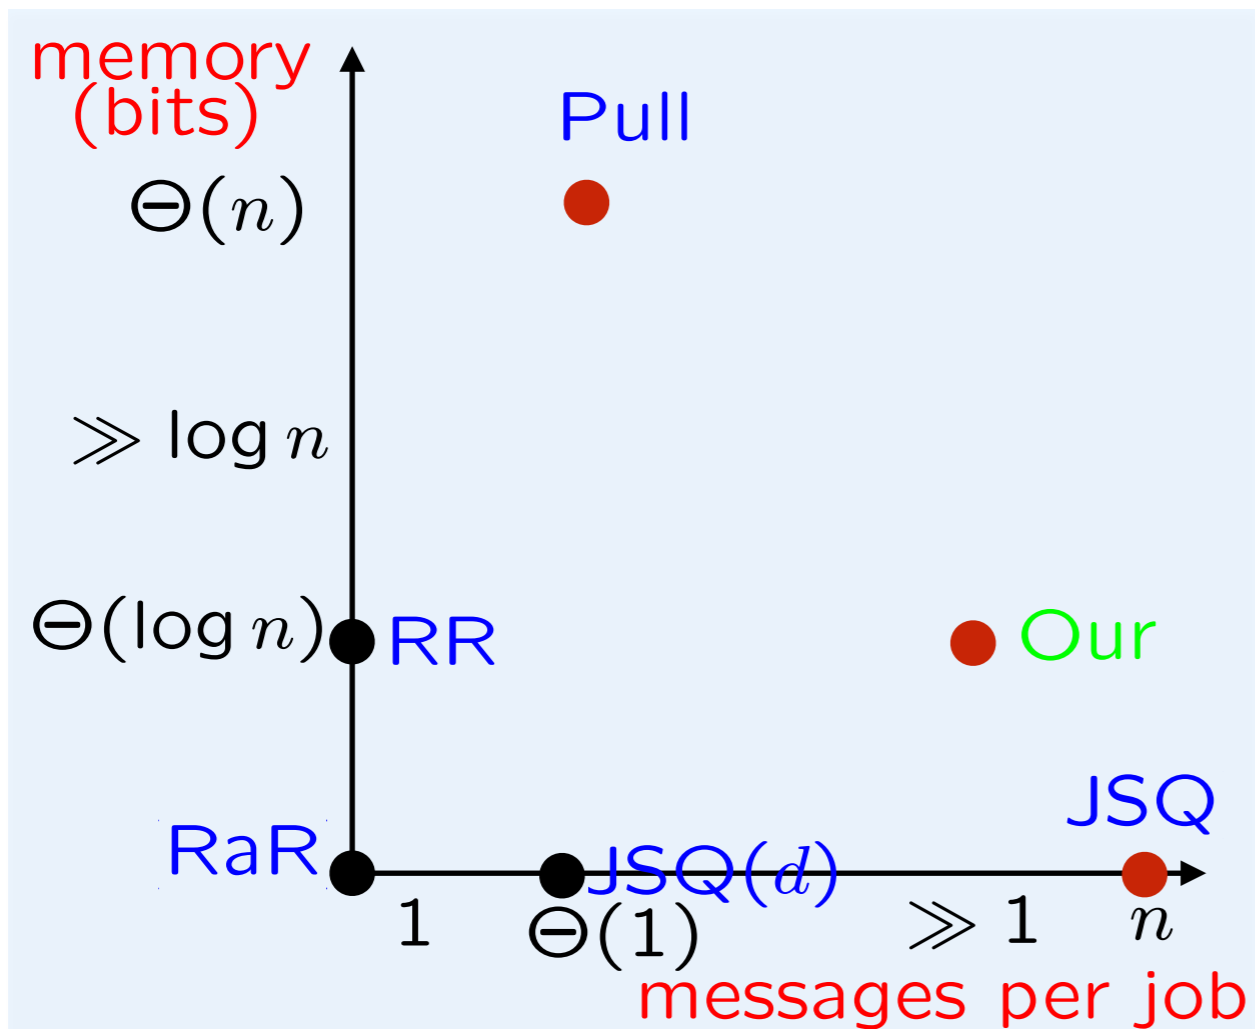 memory
(bits)
Pull
Θ(n)
≫ log n
Θ(log n)
RR
Our
JSQ
RaR
JSQ(d)
1
Θ(1)
≫ 1
n
messages per job